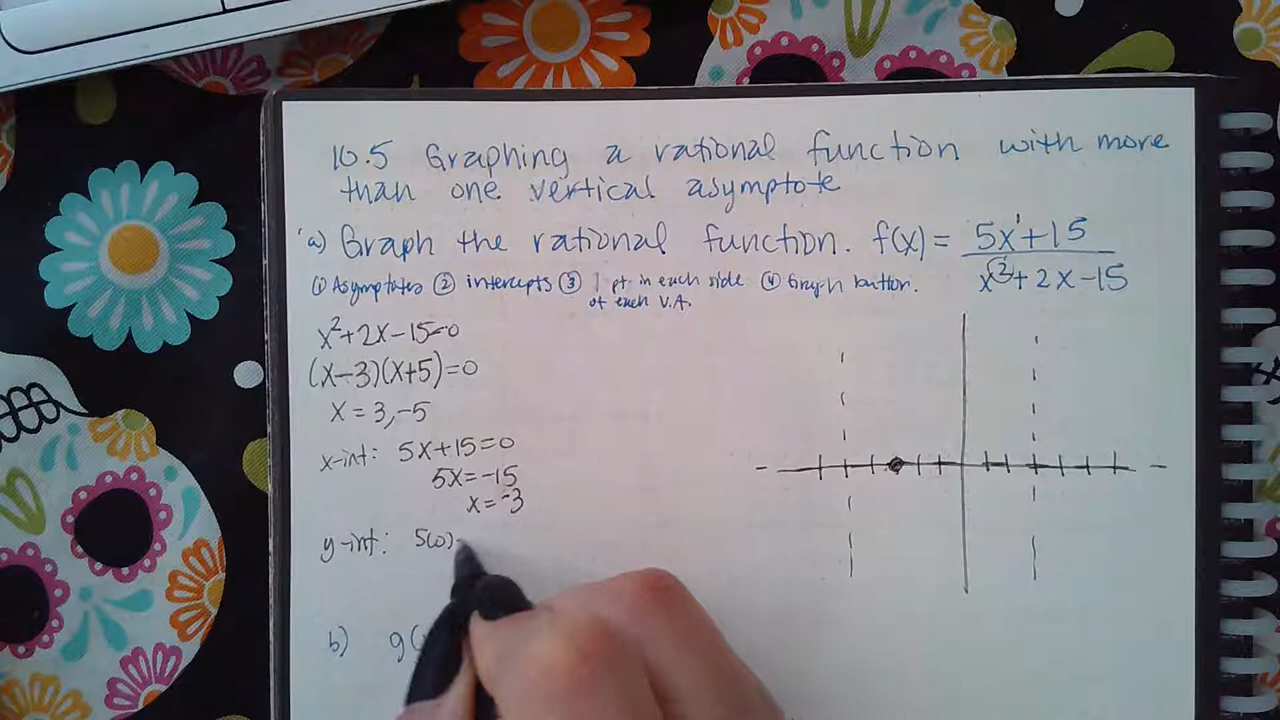 10.5 Graphing a rational function with more
than one vertical asymptote
a) Graph the rational function. f(x) = 5x¹+15 / x²+2x-15
① Asymptotes ② intercepts ③ 1 pt. in each side ④ Graph button.
of each V.A.
x²+2x-15=0
(x-3)(x+5)=0
x = 3,-5
x-int: 5x+15=0
5x=-15
x=-3
y-int: 5(0)
b) g(